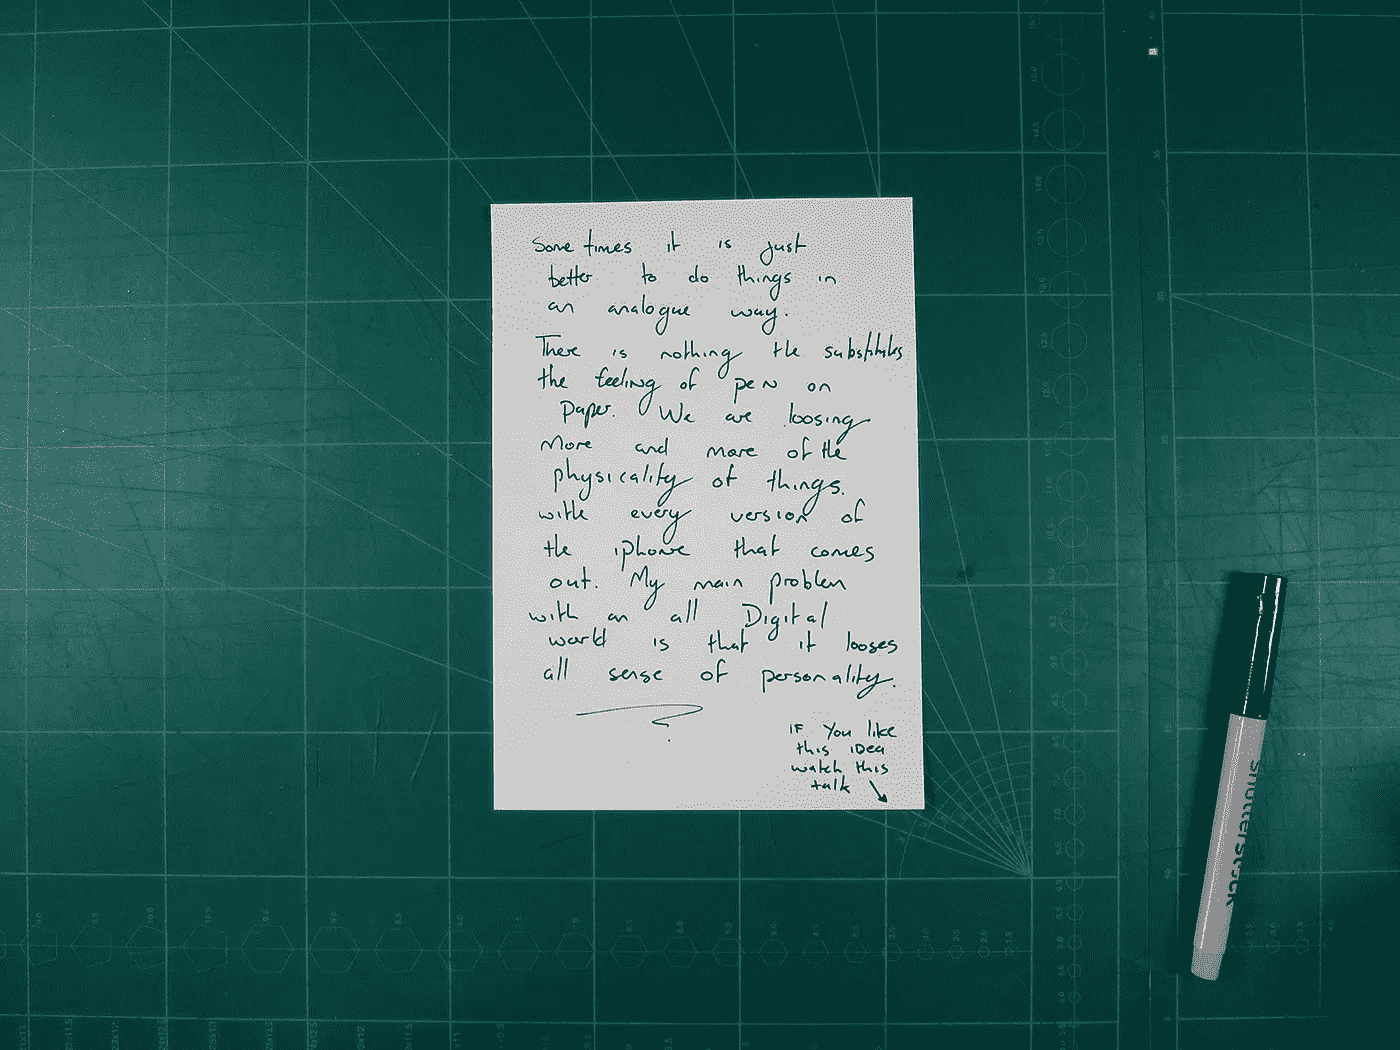 Some times it is just
better to do things in
an analogue way.
There is nothing the substitutes
the feeling of pen on
paper. We are loosing
More and more of the
physicality of things.
with every version of
the iphone that comes
out. My main problem
with an all Digital
world is that it looses
all sense of personality.
IF You like
this IDea
watch this
talk
shutterstock